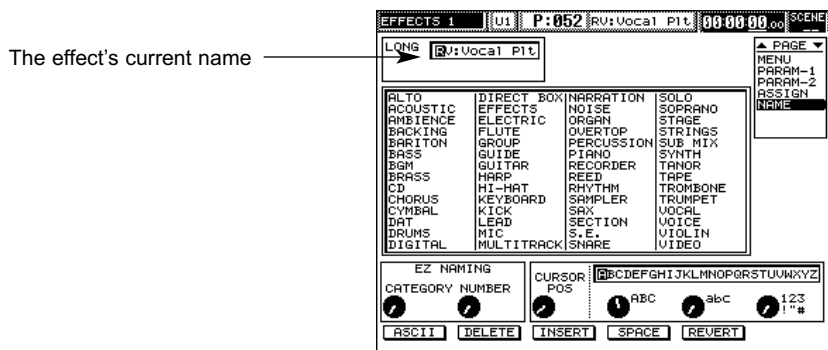 The effect's current name
EFFECTS 1 U1 P:052 RV:Vocal Plt 00:00:00.00 SCENE --
LONG RV:Vocal Plt
▲ PAGE ▼
MENU
PARAM-1
PARAM-2
ASSIGN
NAME
ALTO DIRECT BOX NARRATION SOLO
ACOUSTIC EFFECTS NOISE SOPRANO
AMBIENCE ELECTRIC ORGAN STAGE
BACKING FLUTE OVERTOP STRINGS
BARITON GROUP PERCUSSION SUB MIX
BASS GUIDE PIANO SYNTH
BGM GUITAR RECORDER TANOR
BRASS HARP REED TAPE
CD HI-HAT RHYTHM TROMBONE
CHORUS KEYBOARD SAMPLER TRUMPET
CYMBAL KICK SAX VOCAL
DAT LEAD SECTION VOICE
DRUMS MIC S.E. VIOLIN
DIGITAL MULTITRACK SNARE VIDEO
EZ NAMING
CATEGORY NUMBER
CURSOR POS
ABCDEFGHIJKLMNOPQRSTUVWXYZ
ABC abc 123 !"#
ASCII DELETE INSERT SPACE REVERT